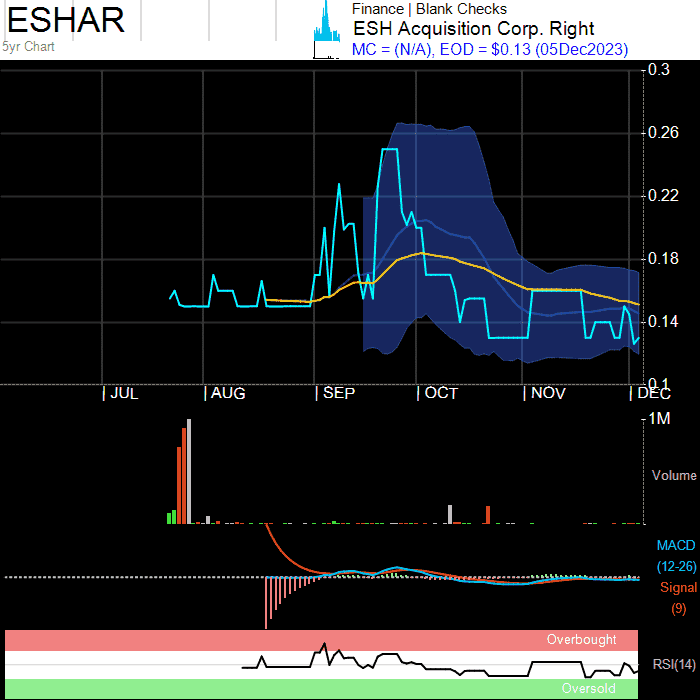 ESHAR
5yr Chart
Finance | Blank Checks
ESH Acquisition Corp. Right
MC = (N/A), EOD = $0.13 (05Dec2023)
0.3
0.26
0.22
0.18
0.14
0.1
JUL AUG SEP OCT NOV DEC
1M
Volume
MACD
(12-26)
Signal
(9)
Overbought
RSI(14)
Oversold